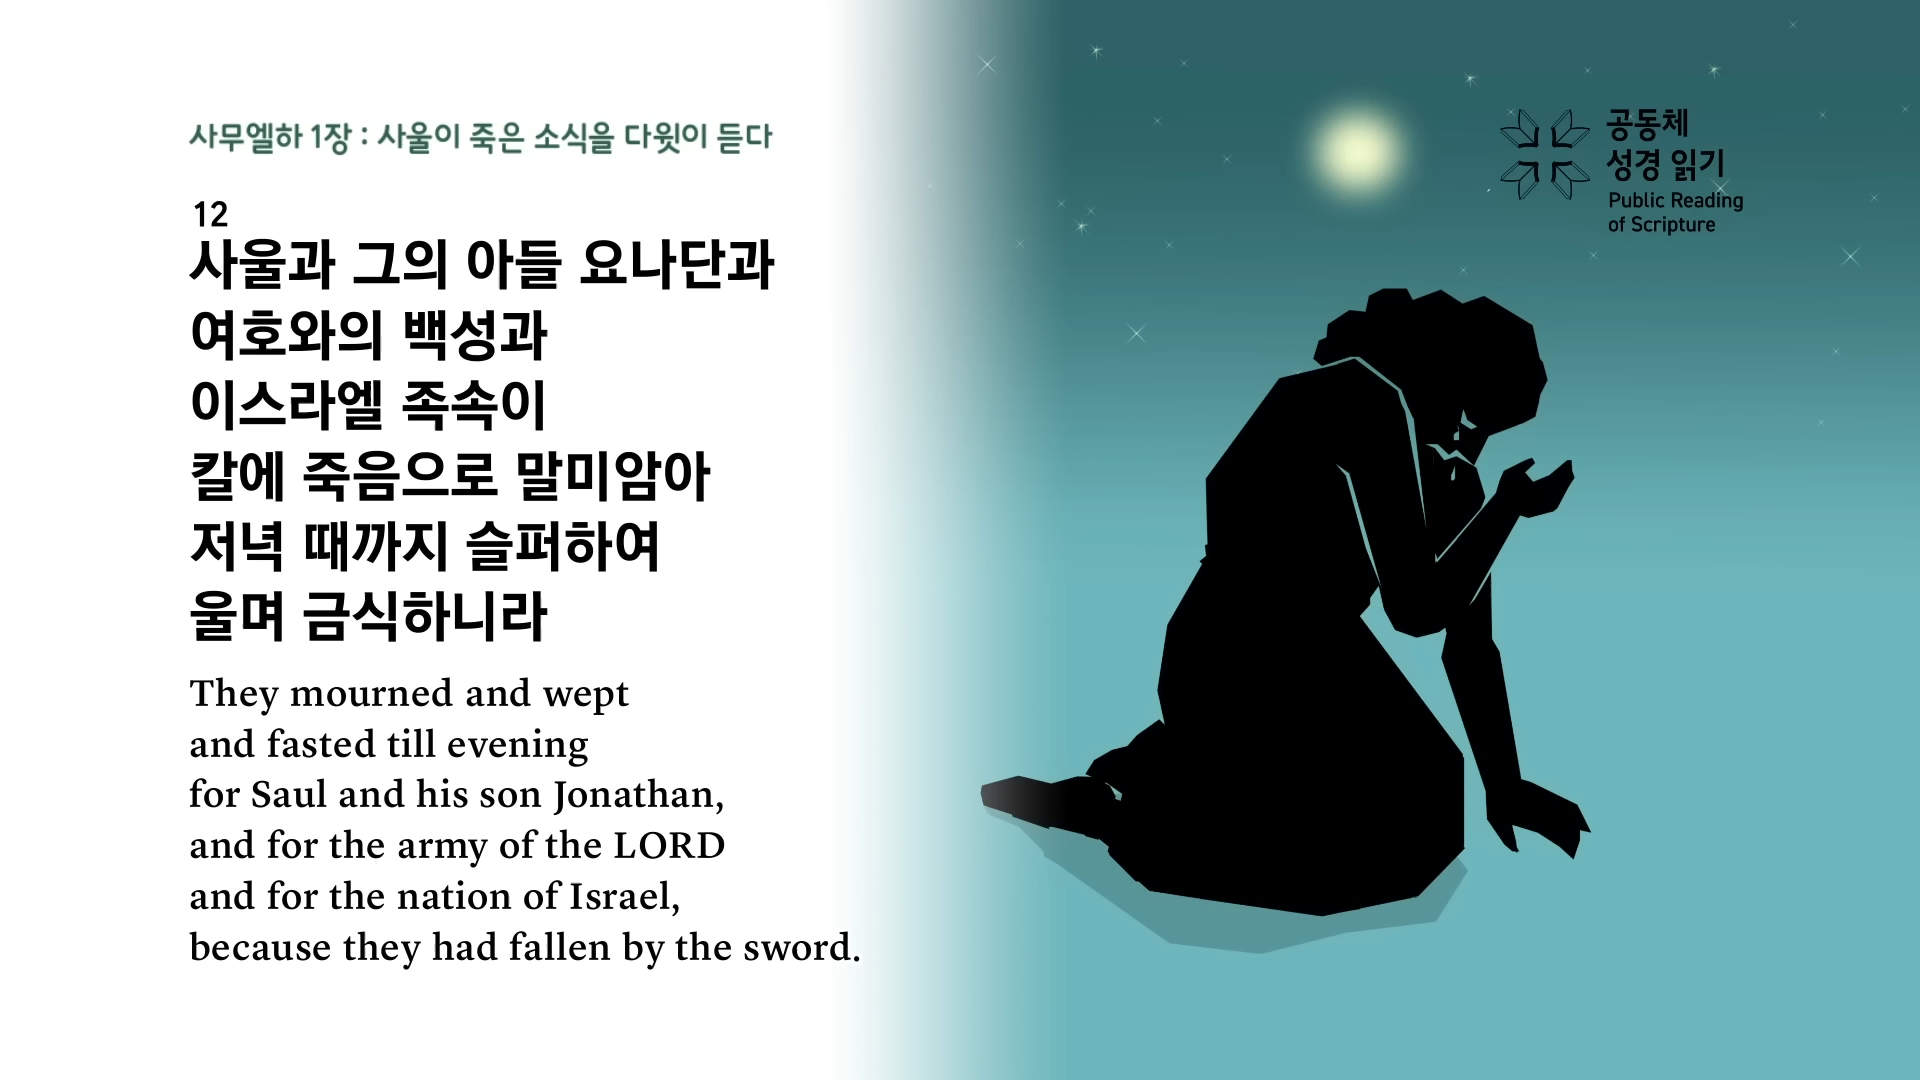 사무엘하 1장 : 사울이 죽은 소식을 다윗이 듣다
12
사울과 그의 아들 요나단과
여호와의 백성과
이스라엘 족속이
칼에 죽음으로 말미암아
저녁 때까지 슬퍼하여
울며 금식하니라
They mourned and wept
and fasted till evening
for Saul and his son Jonathan,
and for the army of the LORD
and for the nation of Israel,
because they had fallen by the sword.
공동체
성경 읽기
Public Reading
of Scripture